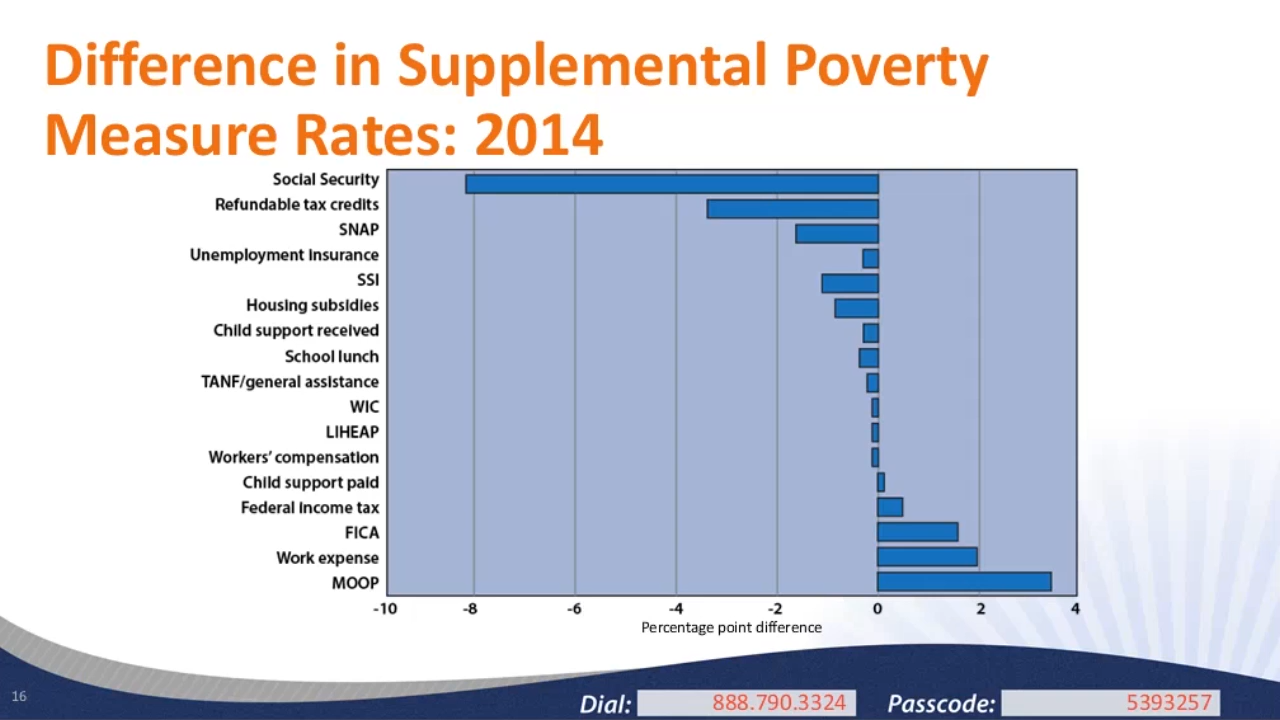 Difference in Supplemental Poverty
Measure Rates: 2014
Social Security
Refundable tax credits
SNAP
Unemployment Insurance
SSI
Housing subsidies
Child support received
School lunch
TANF/general assistance
WIC
LIHEAP
Workers' compensation
Child support paid
Federal Income tax
FICA
Work expense
MOOP
-10 -8 -6 -4 -2 0 2 4
Percentage point difference
16
Dial: 888.790.3324 Passcode: 5393257